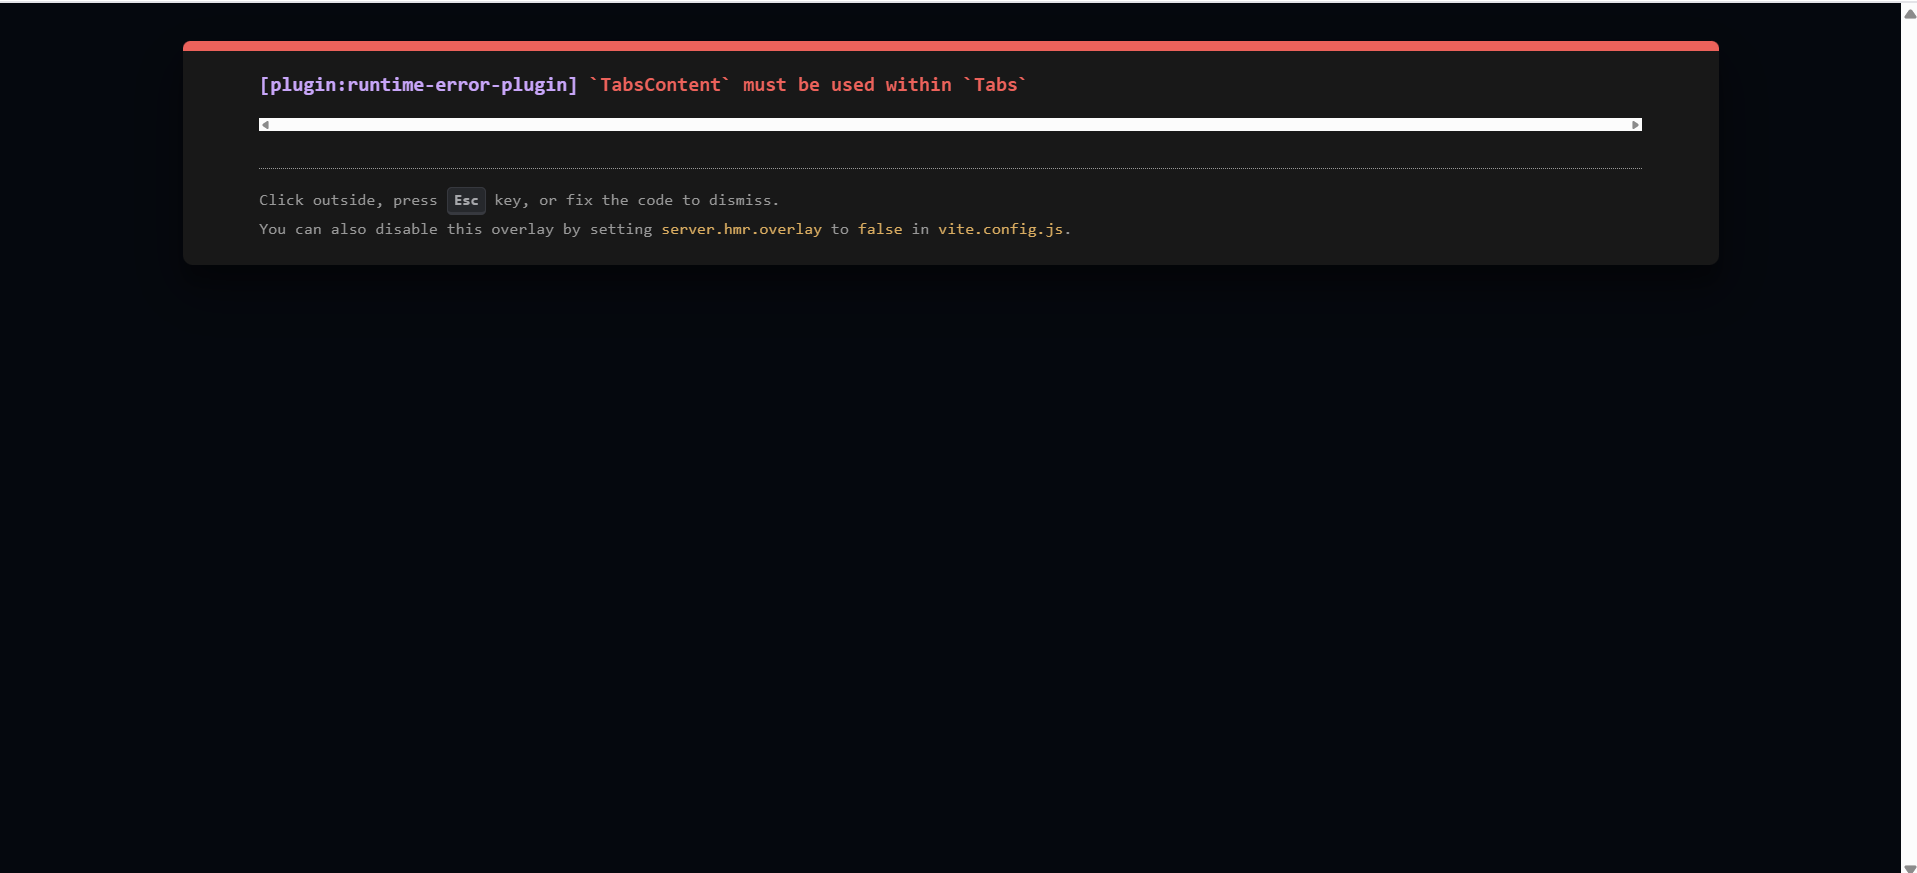 [plugin:runtime-error-plugin] `TabsContent` must be used within `Tabs`
Click outside, press Esc key, or fix the code to dismiss.
You can also disable this overlay by setting server.hmr.overlay to false in vite.config.js.